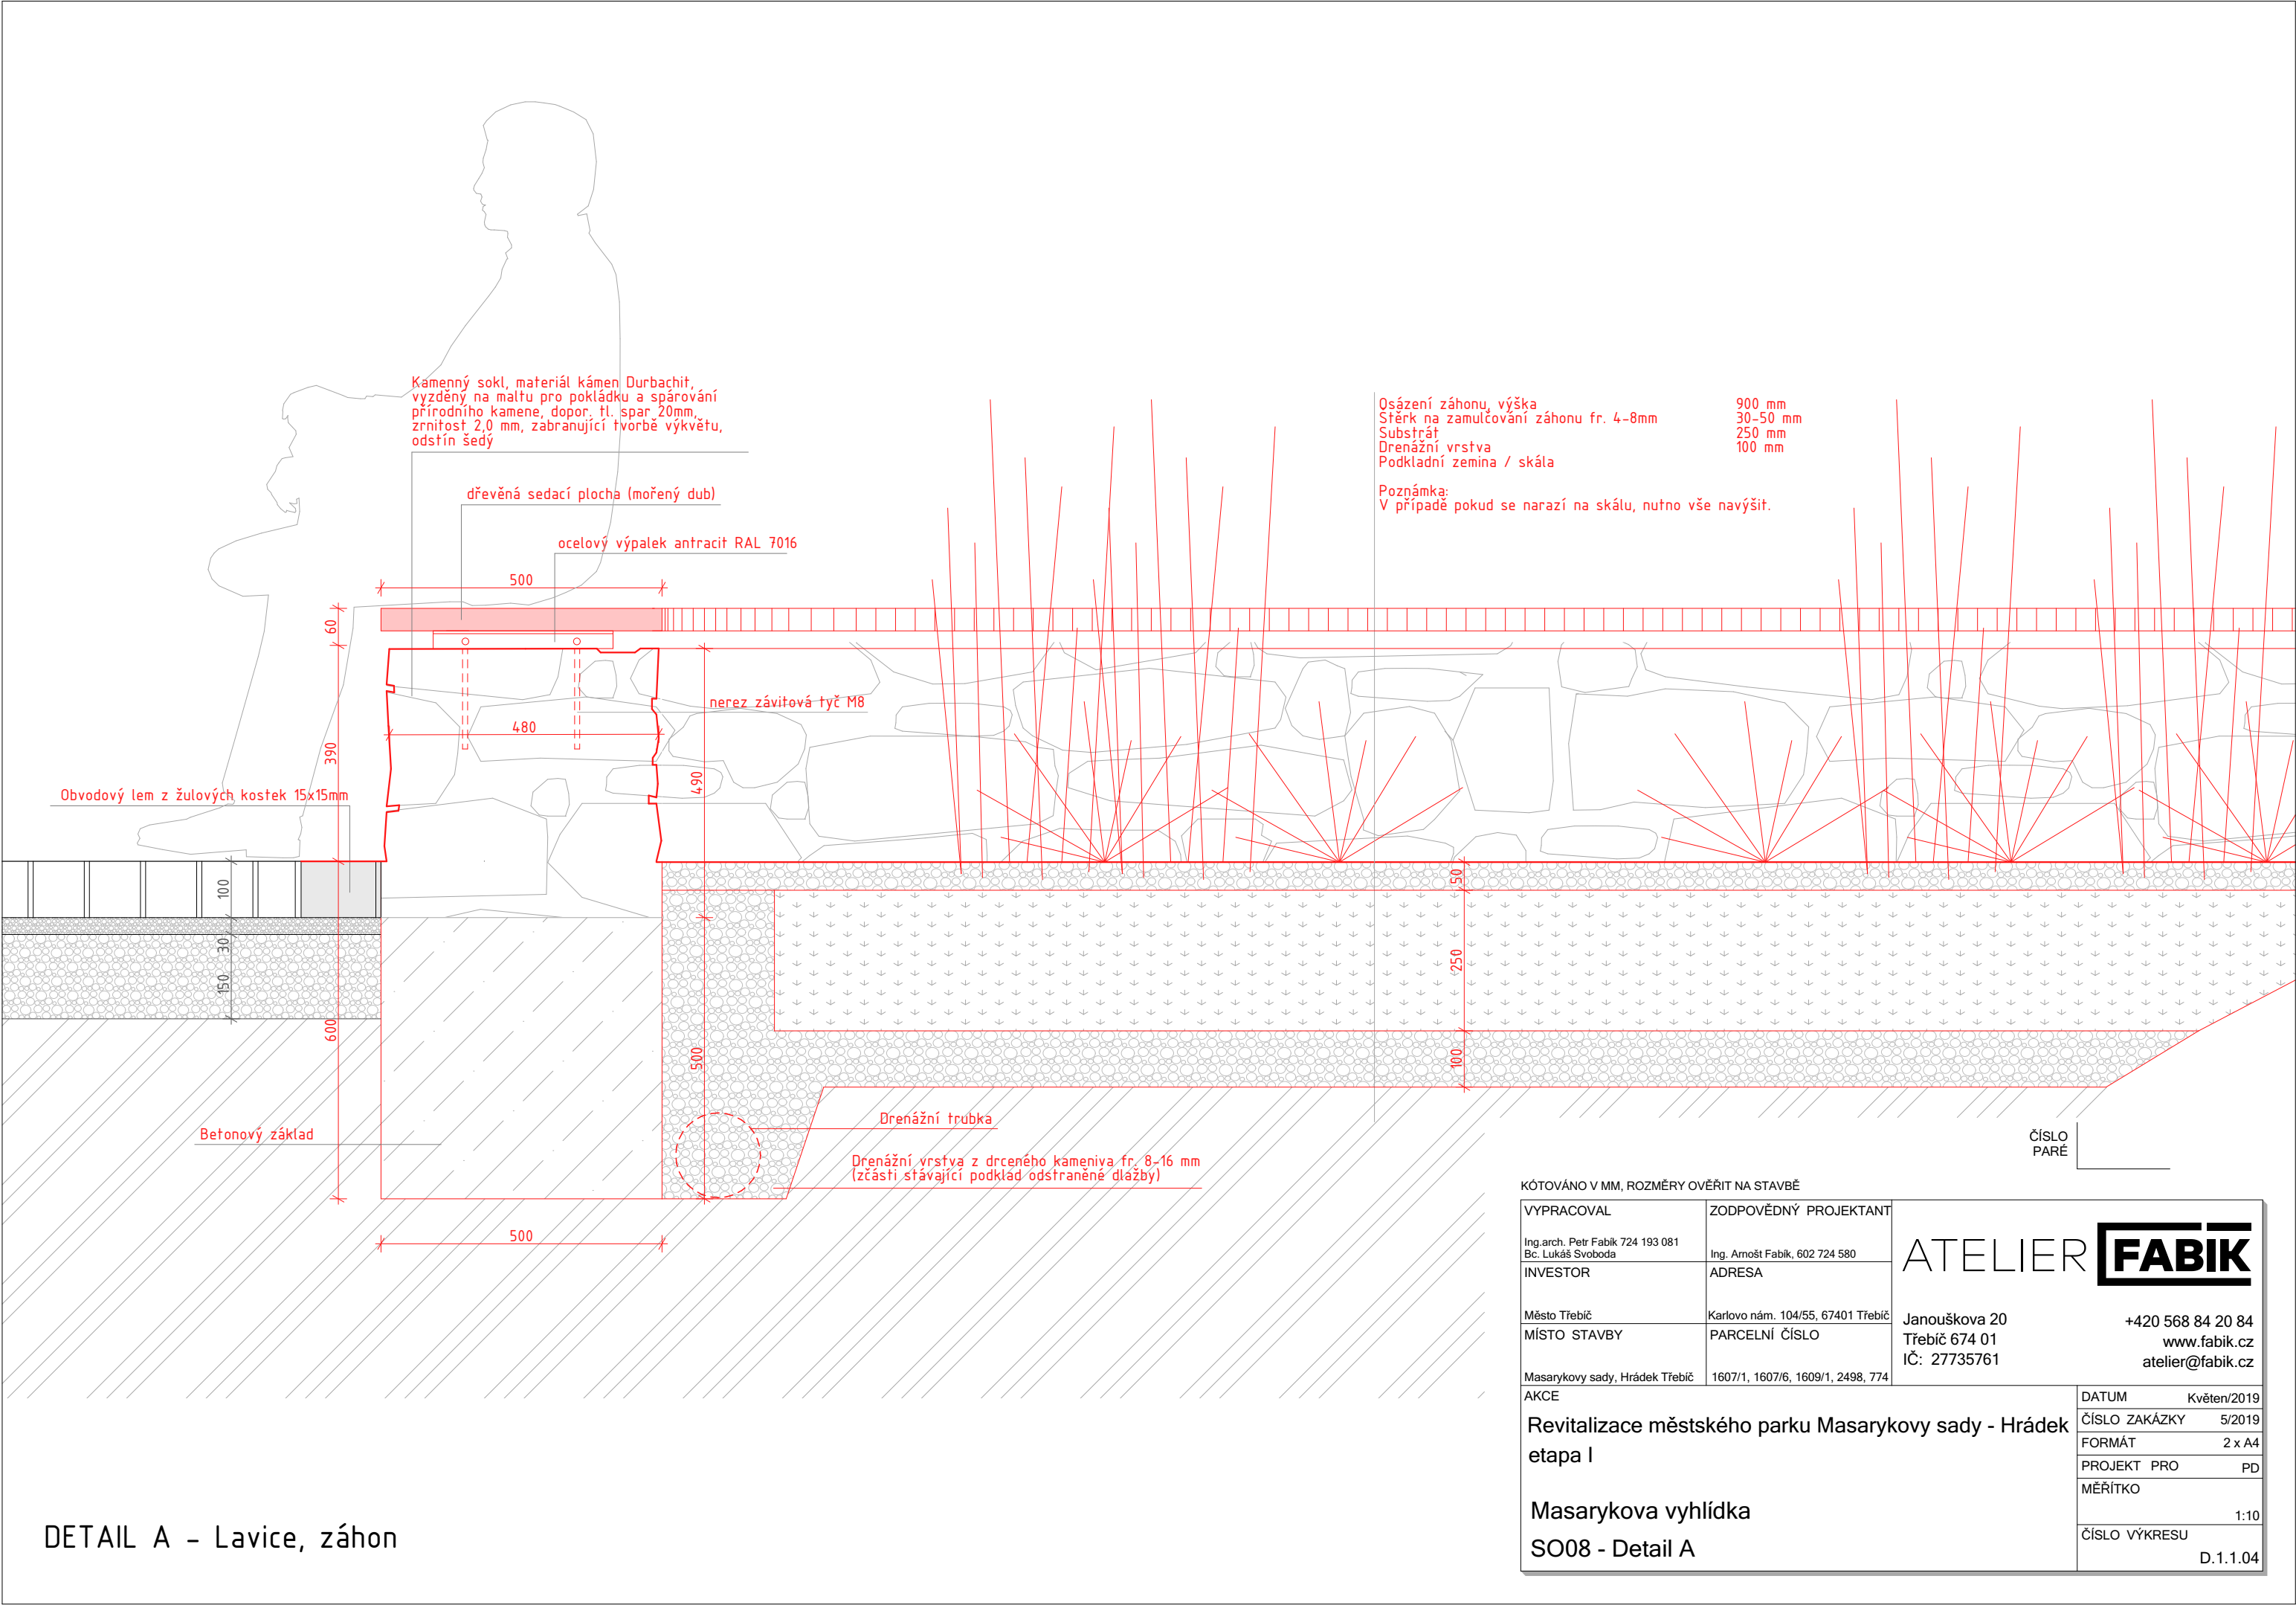 Kamenný sokl, materiál kámen Durbachit,
vyzděný na maltu pro pokládku a spárování
přírodního kamene, dopor. tl. spar 20mm,
zrnitost 2,0 mm, zabranující tvorbě výkvětu,
odstín šedý
dřevěná sedací plocha (mořený dub)
ocelový výpalek antracit RAL 7016
Osázení záhonu, výška 900 mm
Štěrk na zamulčování záhonu fr. 4-8mm 30-50 mm
Substrát 250 mm
Drenážní vrstva 100 mm
Podkladní zemina / skála
Poznámka:
V případě pokud se narazí na skálu, nutno vše navýšit.
500
60
nerez závitová tyč M8
480
390
490
Obvodový lem z žulových kostek 15x15mm
100
50
30
150
250
600
500
100
Drenážní trubka
Betonový základ
Drenážní vrstva z drceného kameniva fr. 8-16 mm
(zčásti stávající podklad odstraněné dlažby)
500
ČÍSLO
PARÉ
KÓTOVÁNO V MM, ROZMĚRY OVĚŘIT NA STAVBĚ
VYPRACOVAL
Ing.arch. Petr Fabík 724 193 081
Bc. Lukáš Svoboda
ZODPOVĚDNÝ PROJEKTANT
Ing. Arnošt Fabík, 602 724 580
INVESTOR
Město Třebíč
ADRESA
Karlovo nám. 104/55, 67401 Třebíč
MÍSTO STAVBY
Masarykovy sady, Hrádek Třebíč
PARCELNÍ ČÍSLO
1607/1, 1607/6, 1609/1, 2498, 774
ATELIER FABIK
Janouškova 20
Třebíč 674 01
IČ: 27735761
+420 568 84 20 84
www.fabik.cz
atelier@fabik.cz
AKCE
Revitalizace městského parku Masarykovy sady - Hrádek
etapa I
Masarykova vyhlídka
SO08 - Detail A
DATUM Květen/2019
ČÍSLO ZAKÁZKY 5/2019
FORMÁT 2 x A4
PROJEKT PRO PD
MĚŘÍTKO
1:10
ČÍSLO VÝKRESU
D.1.1.04
DETAIL A - Lavice, záhon